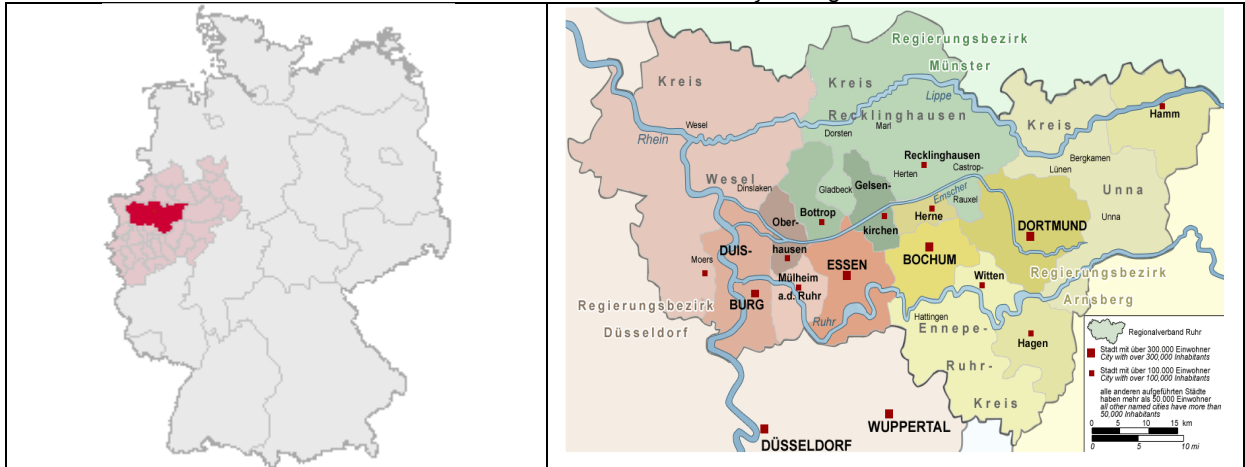 Regierungsbezirk
Münster
Kreis
Kreis
Lippe
Hamm
Recklinghausen
Wesel
Marl
Dorsten
Kreis
Rhein
Recklinghausen
Bergkamen
Castrop-
Lünen
Herten
Wesel
Gelsen-
Dinslaken
Gladbeck
Unna
Emscher
Rauxel
Bottrop
Herne
Unna
Ober-
kirchen
DORTMUND
DUIS-
hausen
BOCHUM
Moers
ESSEN
Mülheim
Witten
Regierungsbezirk
a.d. Ruhr
BURG
Arnsberg
Regierungsbezirk
Düsseldorf
Ruhr
Hattingen
Ennepe-
Hagen
Ruhr-
Kreis
WUPPERTAL
DÜSSELDORF
Regionalverband Ruhr
Stadt mit über 300.000 Einwohner
City with over 300,000 Inhabitants
Stadt mit über 100.000 Einwohner
City with over 100,000 Inhabitants
alle anderen aufgeführten Städte
haben mehr als 50.000 Einwohner
all other named cities have more than
50,000 Inhabitants
0 5 10 15 km
0 5 10 mi